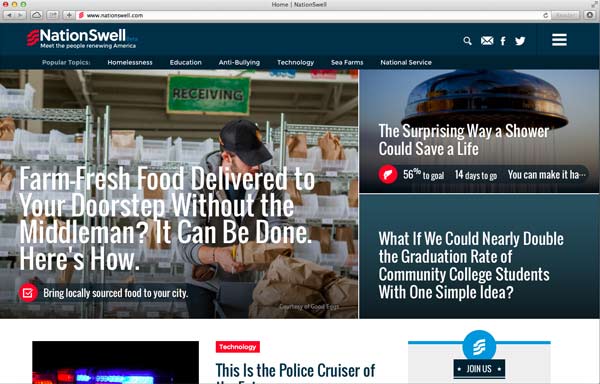 Home | NationSwell
www.nationswell.com
Reader
NationSwell Beta
Meet the people renewing America
Popular Topics: Homelessness Education Anti-Bullying Technology Sea Farms National Service
RECEIVING
Farm-Fresh Food Delivered to
Your Doorstep Without the
Middleman? It Can Be Done.
Here's How.
Bring locally sourced food to your city.
Courtesy of Good Eggs
The Surprising Way a Shower
Could Save a Life
56% to goal 14 days to go You can make it ha...
What If We Could Nearly Double
the Graduation Rate of
Community College Students
With One Simple Idea?
Technology
This Is the Police Cruiser of
the Future
JOIN US